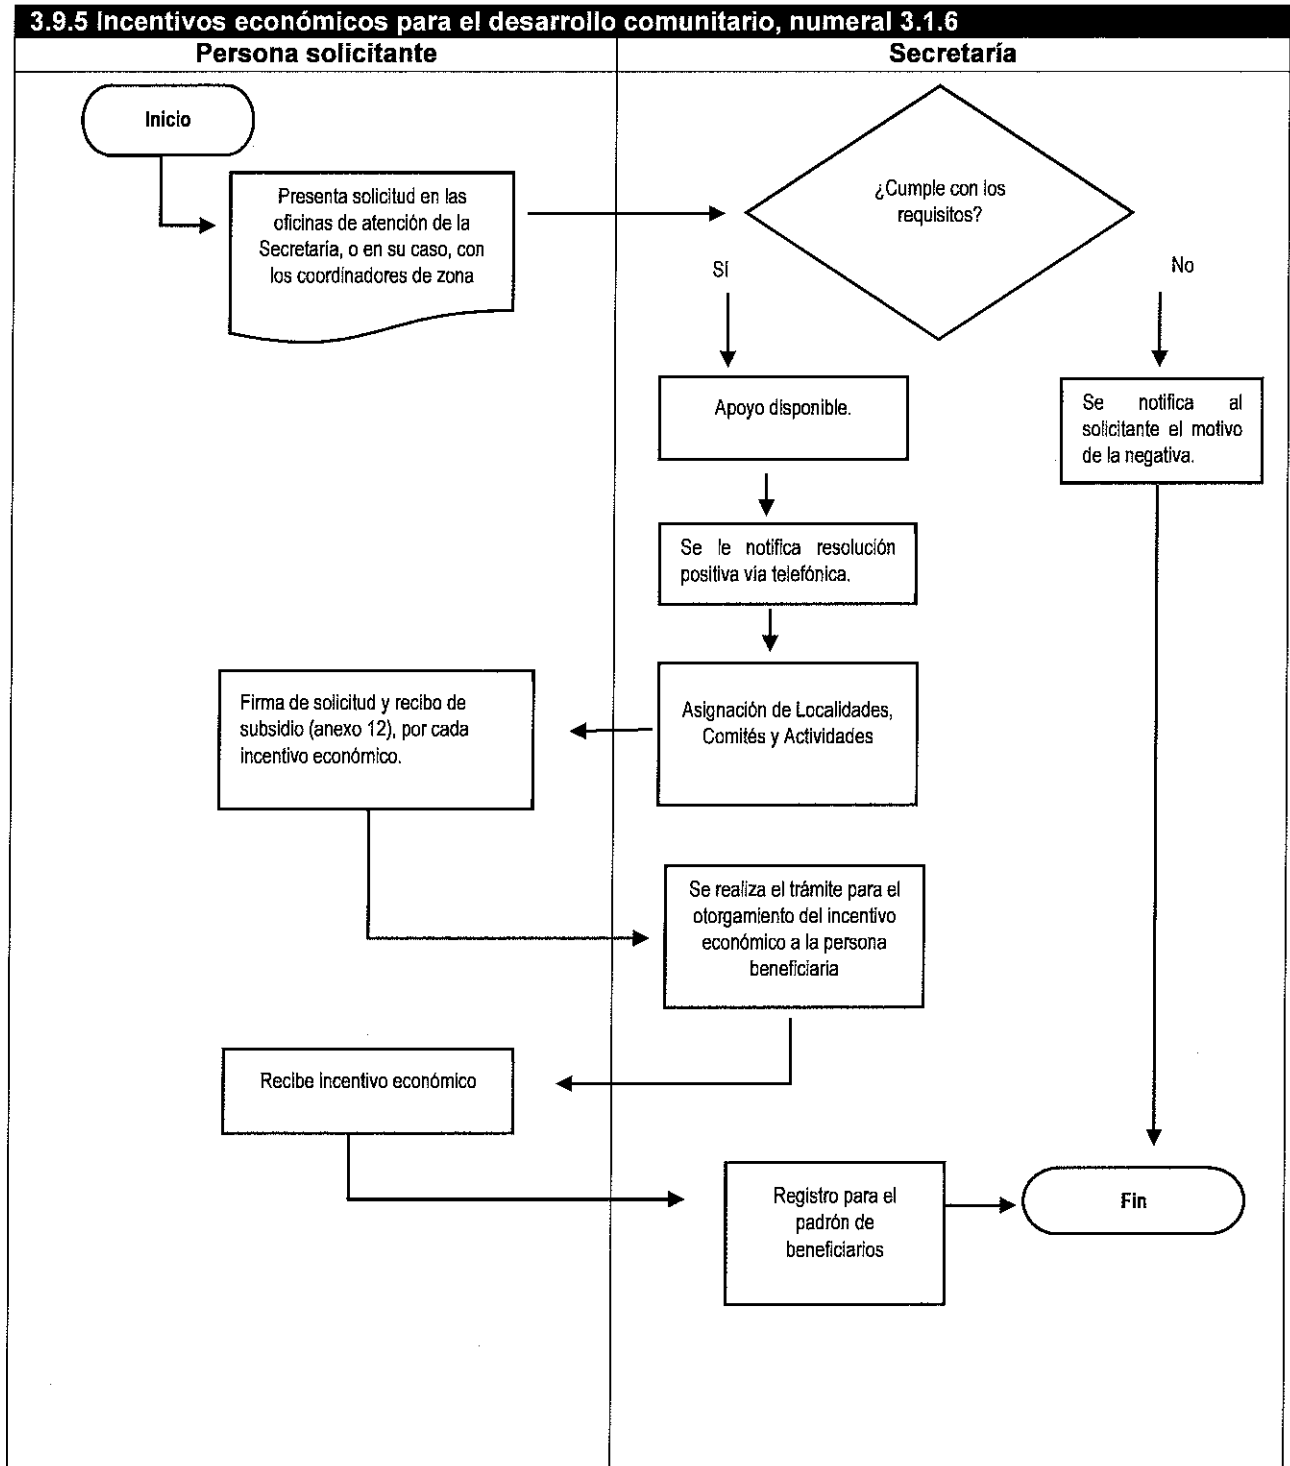 3.9.5 Incentivos económicos para el desarrollo comunitario, numeral 3.1.6
Persona solicitante
Secretaría
Inicio
Presenta solicitud en las
oficinas de atención de la
Secretaría, o en su caso, con
los coordinadores de zona
¿Cumple con los
requisitos?
Sí
No
Apoyo disponible.
Se notifica al
solicitante el motivo
de la negativa.
Se le notifica resolución
positiva vía telefónica.
Asignación de Localidades,
Comités y Actividades
Firma de solicitud y recibo de
subsidio (anexo 12), por cada
incentivo económico.
Se realiza el trámite para el
otorgamiento del incentivo
económico a la persona
beneficiaria
Recibe incentivo económico
Registro para el
padrón de
beneficiarios
Fin